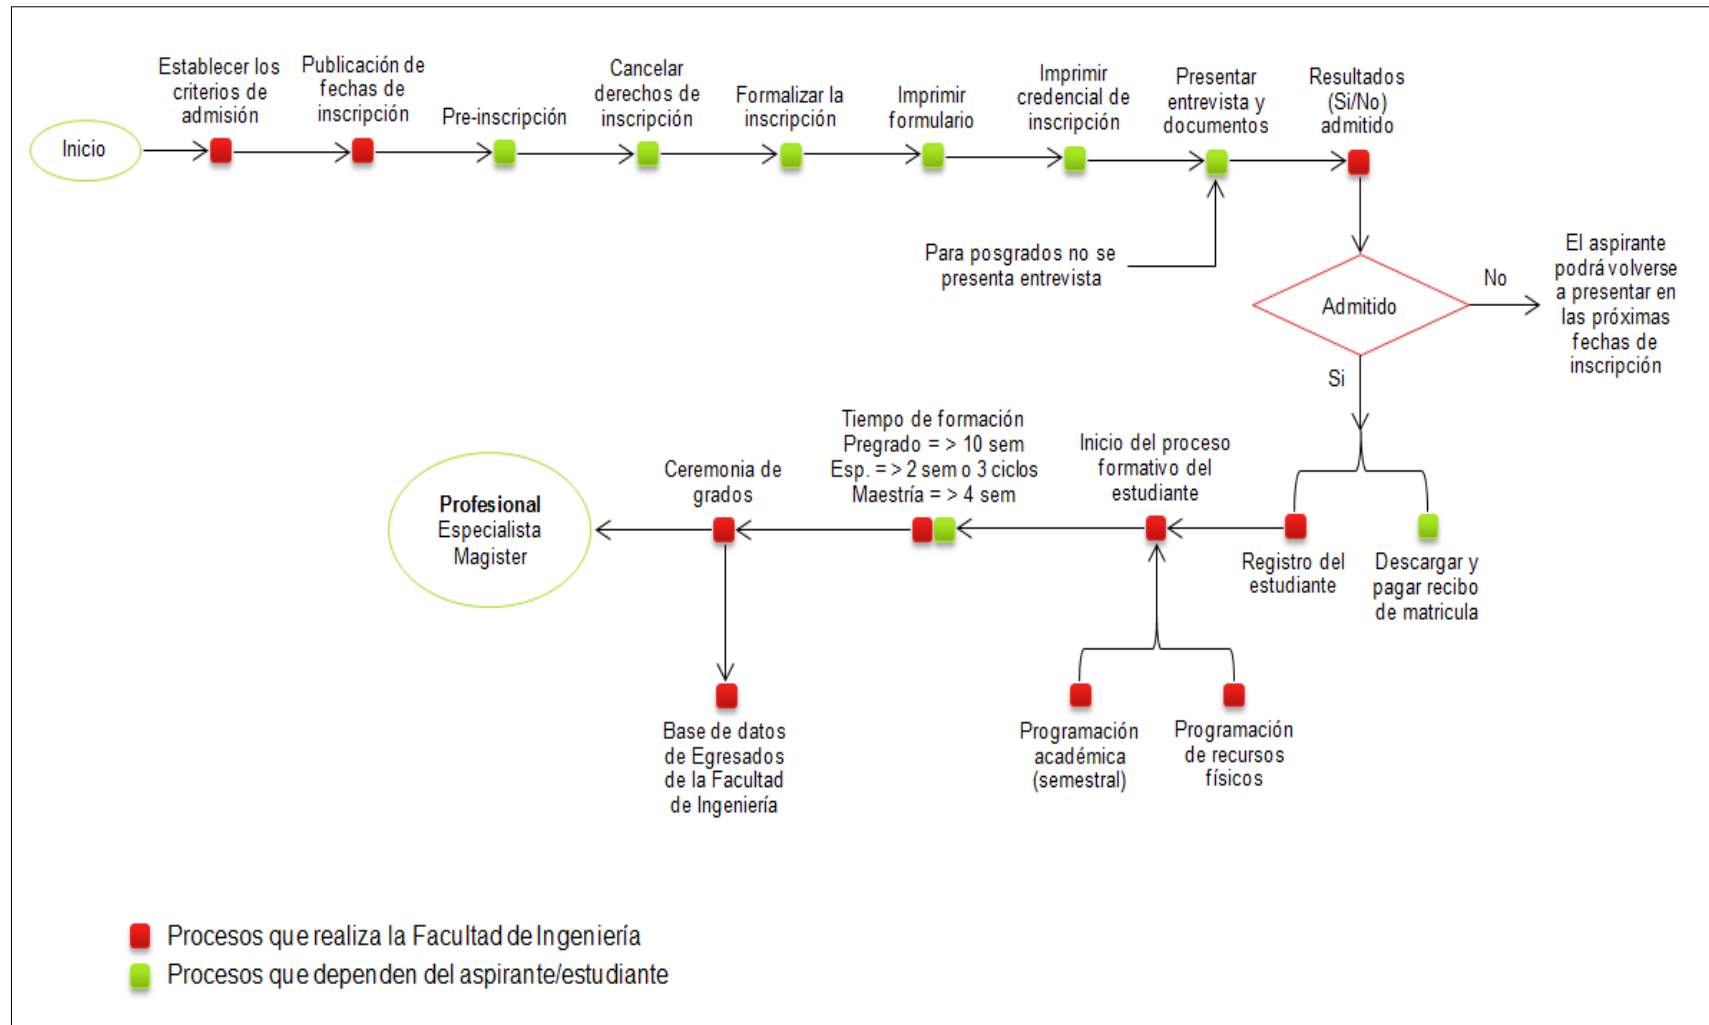 Inicio
Establecer los
criterios de
admisión
Publicación de
fechas de
inscripción
Pre-inscripción
Cancelar
derechos de
inscripción
Formalizar la
inscripción
Imprimir
formulario
Imprimir
credencial de
inscripción
Presentar
entrevista y
documentos
Resultados
(Si/No)
admitido
Para posgrados no se
presenta entrevista
Admitido
No
El aspirante
podrá volverse
a presentar en
las próximas
fechas de
inscripción
Si
Registro del
estudiante
Descargar y
pagar recibo
de matricula
Inicio del proceso
formativo del
estudiante
Programación
académica
(semestral)
Programación
de recursos
físicos
Tiempo de formación
Pregrado = > 10 sem
Esp. = > 2 sem o 3 ciclos
Maestría = > 4 sem
Ceremonia de
grados
Base de datos
de Egresados
de la Facultad
de Ingeniería
Profesional
Especialista
Magister
Procesos que realiza la Facultad de Ingeniería
Procesos que dependen del aspirante/estudiante